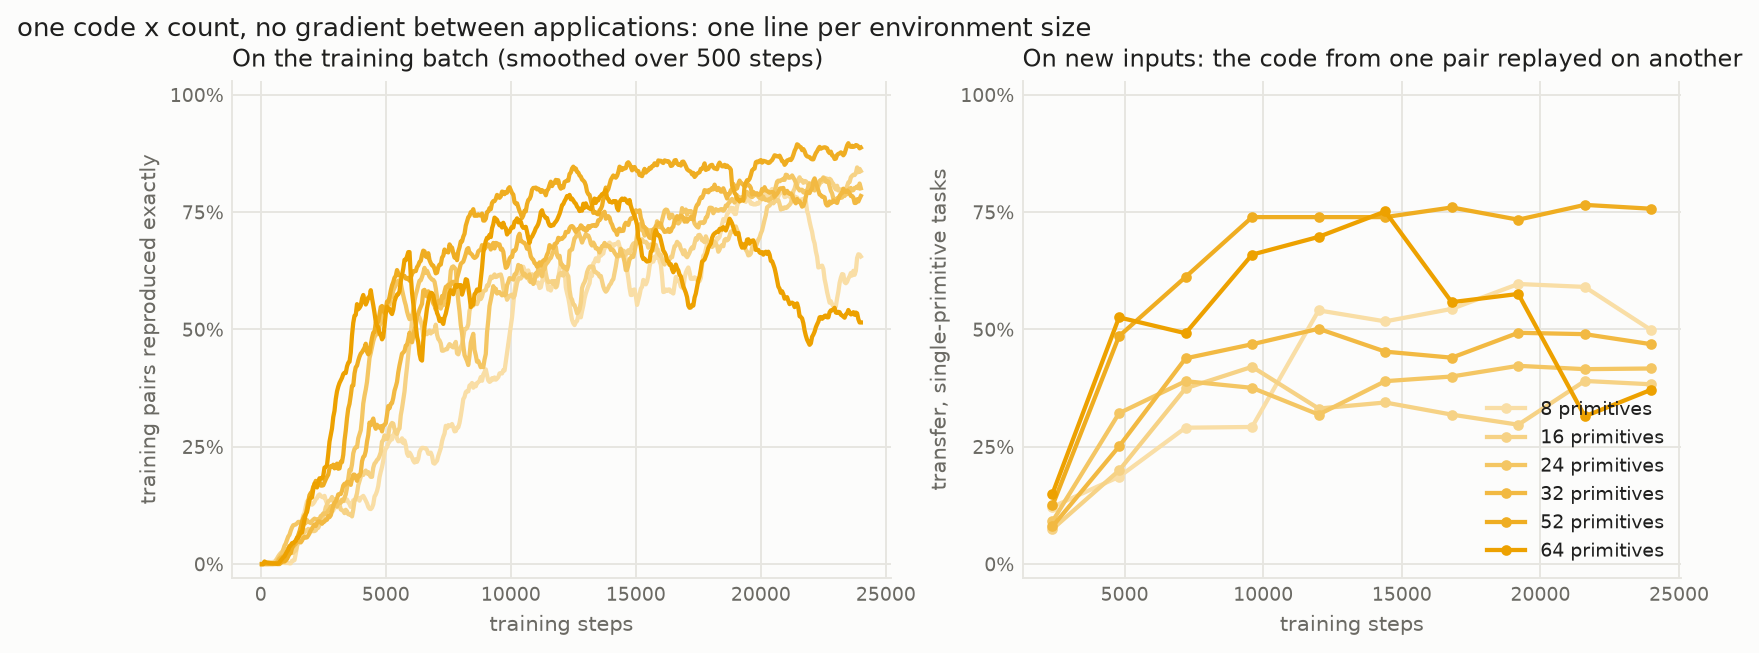 one code x count, no gradient between applications: one line per environment size
On the training batch (smoothed over 500 steps)
training pairs reproduced exactly
100%
75%
50%
25%
0%
0
5000
10000
15000
20000
25000
training steps
On new inputs: the code from one pair replayed on another
transfer, single-primitive tasks
100%
75%
50%
25%
0%
8 primitives
16 primitives
24 primitives
32 primitives
52 primitives
64 primitives
5000
10000
15000
20000
25000
training steps